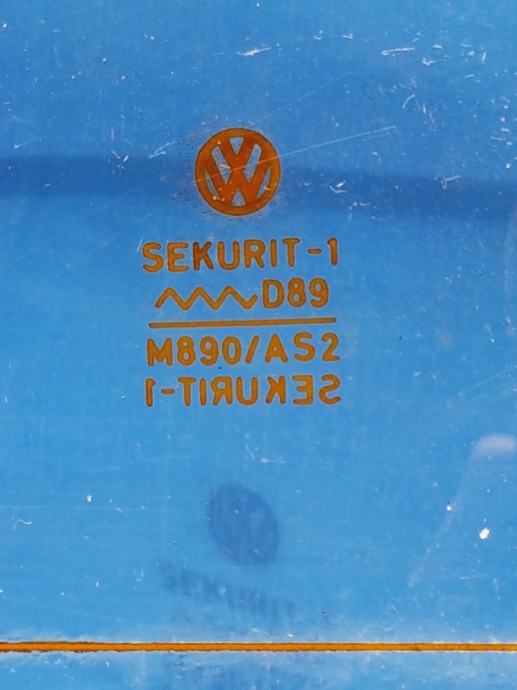 VW
SEKURIT-1
D89
M890/AS2
SEKURIT-1